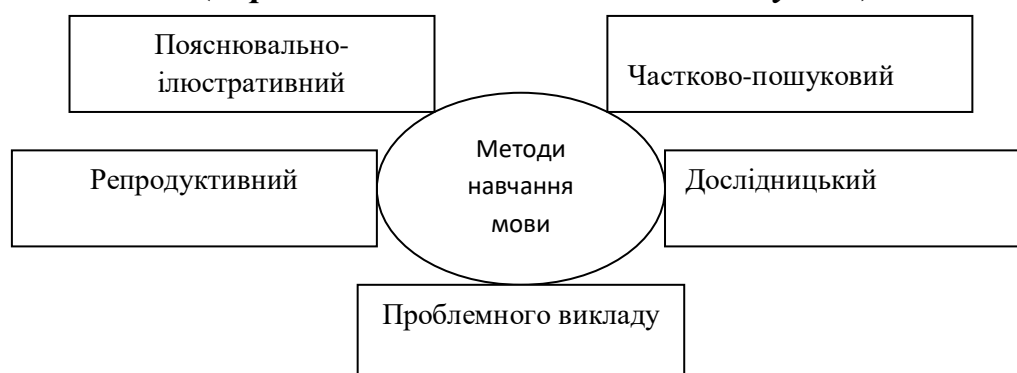 Пояснювально-
ілюстративний
Частково-пошуковий
Методи
навчання
мови
Репродуктивний
Дослідницький
Проблемного викладу